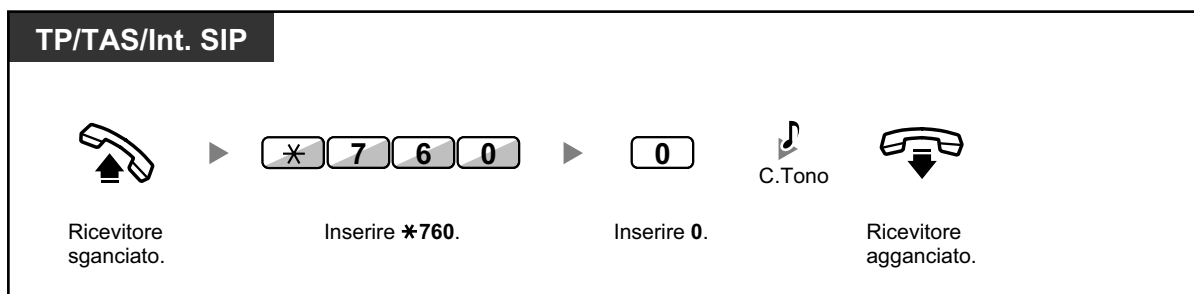 TP/TAS/Int. SIP
* 7 6 0
0
C.Tono
Ricevitore
sganciato.
Inserire *760.
Inserire 0.
Ricevitore
agganciato.